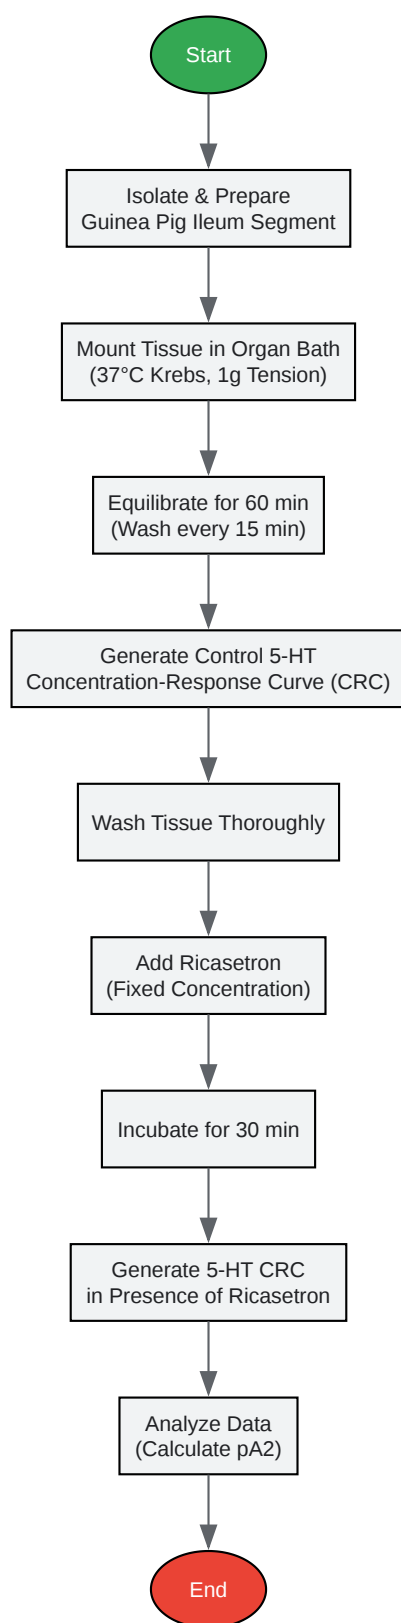 Start
Isolate & Prepare
Guinea Pig Ileum Segment
Mount Tissue in Organ Bath
(37°C Krebs, 1g Tension)
Equilibrate for 60 min
(Wash every 15 min)
Generate Control 5-HT
Concentration-Response Curve (CRC)
Wash Tissue Thoroughly
Add Ricasetron
(Fixed Concentration)
Incubate for 30 min
Generate 5-HT CRC
in Presence of Ricasetron
Analyze Data
(Calculate pA2)
End